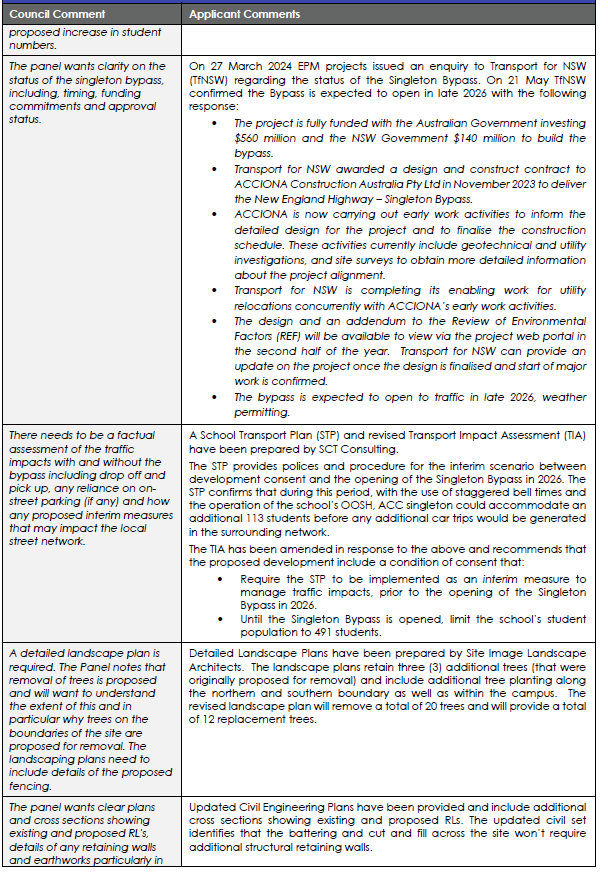 Council Comment
Applicant Comments
proposed increase in student
numbers.
The panel wants clarity on the
status of the singleton bypass,
including, timing, funding
commitments and approval
status.
On 27 March 2024 EPM projects issued an enquiry to Transport for NSW
(TfNSW) regarding the status of the Singleton Bypass. On 21 May TfNSW
confirmed the Bypass is expected to open in late 2026 with the following
response:
• The project is fully funded with the Australian Government investing
$560 million and the NSW Government $140 million to build the
bypass.
• Transport for NSW awarded a design and construct contract to
ACCIONA Construction Australia Pty Ltd in November 2023 to deliver
the New England Highway – Singleton Bypass.
• ACCIONA is now carrying out early work activities to inform the
detailed design for the project and to finalise the construction
schedule. These activities currently include geotechnical and utility
investigations, and site surveys to obtain more detailed information
about the project alignment.
• Transport for NSW is completing its enabling work for utility
relocations concurrently with ACCIONA's early work activities.
• The design and an addendum to the Review of Environmental
Factors (REF) will be available to view via the project web portal in
the second half of the year. Transport for NSW can provide an
update on the project once the design is finalised and start of major
work is confirmed.
• The bypass is expected to open to traffic in late 2026, weather
permitting.
There needs to be a factual
assessment of the traffic
impacts with and without the
bypass including drop off and
pick up, any reliance on on-
street parking (if any) and how
any proposed interim measures
that may impact the local
street network.
A School Transport Plan (STP) and revised Transport Impact Assessment (TIA)
have been prepared by SCT Consulting.
The STP provides polices and procedure for the interim scenario between
development consent and the opening of the Singleton Bypass in 2026. The
STP confirms that during this period, with the use of staggered bell times and
the operation of the school's OOSH, ACC singleton could accommodate an
additional 113 students before any additional car trips would be generated
in the surrounding network.
The TIA has been amended in response to the above and recommends that
the proposed development include a condition of consent that:
• Require the STP to be implemented as an interim measure to
manage traffic impacts, prior to the opening of the Singleton
Bypass in 2026.
• Until the Singleton Bypass is opened, limit the school's student
population to 491 students.
A detailed landscape plan is
required. The Panel notes that
removal of trees is proposed
and will want to understand
the extent of this and in
particular why trees on the
boundaries of the site are
proposed for removal. The
landscaping plans need to
include details of the proposed
fencing.
Detailed Landscape Plans have been prepared by Site Image Landscape
Architects. The landscape plans retain three (3) additional trees (that were
originally proposed for removal) and include additional tree planting along
the northern and southern boundary as well as within the campus. The
revised landscape plan will remove a total of 20 trees and will provide a total
of 12 replacement trees.
The panel wants clear plans
and cross sections showing
existing and proposed RL's,
details of any retaining walls
and earthworks particularly in
Updated Civil Engineering Plans have been provided and include additional
cross sections showing existing and proposed RLs. The updated civil set
identifies that the battering and cut and fill across the site won't require
additional structural retaining walls.